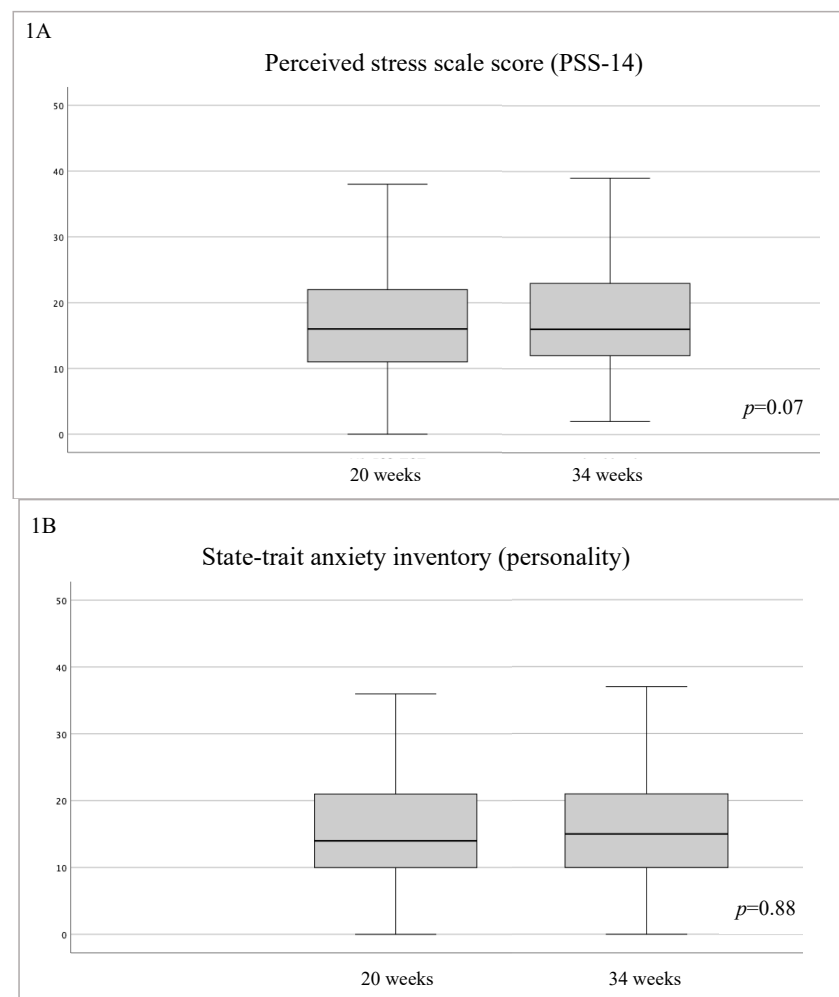 1A
Perceived stress scale score (PSS-14)
50
40
30
20
10
0
p=0.07
20 weeks 34 weeks
1B
State-trait anxiety inventory (personality)
50
40
30
20
10
0
p=0.88
20 weeks 34 weeks